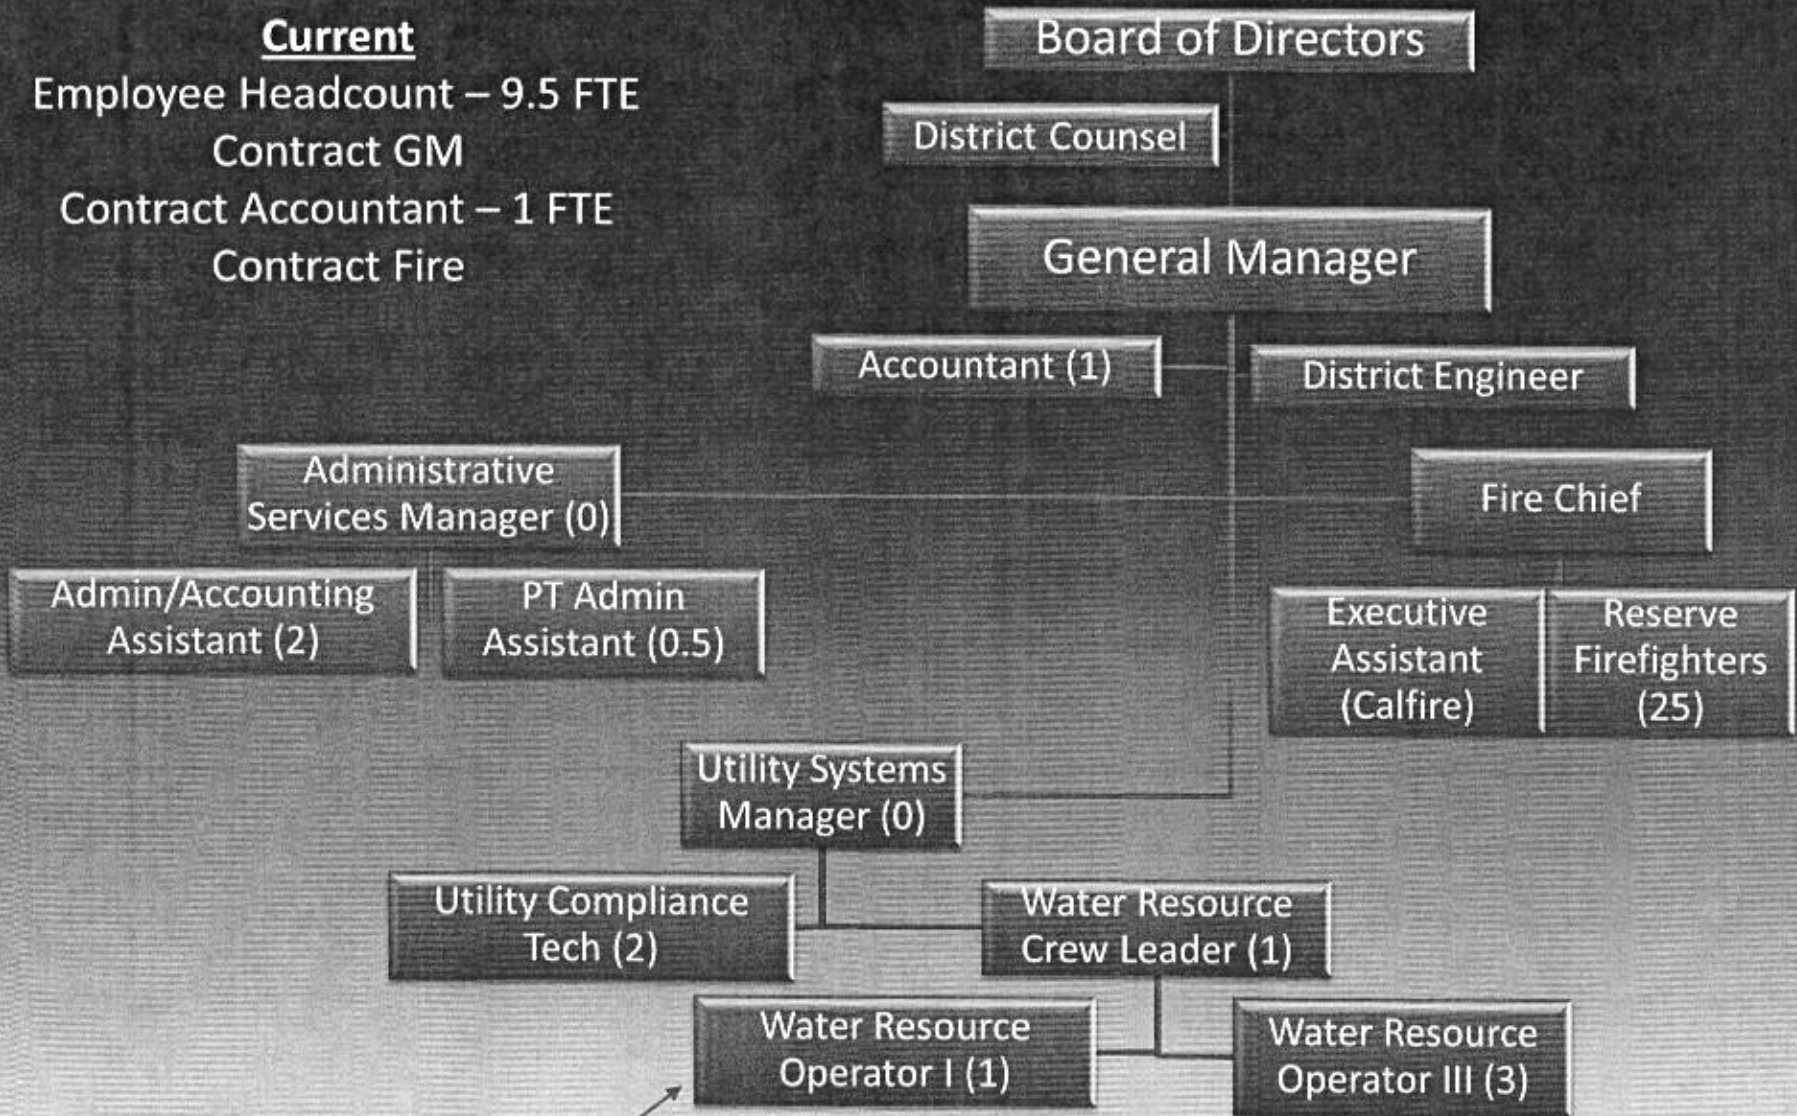 Current
Employee Headcount – 9.5 FTE
Contract GM
Contract Accountant – 1 FTE
Contract Fire
Board of Directors
District Counsel
General Manager
Accountant (1)
District Engineer
Administrative
Services Manager (0)
Fire Chief
Admin/Accounting
Assistant (2)
PT Admin
Assistant (0.5)
Executive
Assistant
(Calfire)
Reserve
Firefighters
(25)
Utility Systems
Manager (0)
Utility Compliance
Tech (2)
Water Resource
Crew Leader (1)
Water Resource
Operator I (1)
Water Resource
Operator III (3)